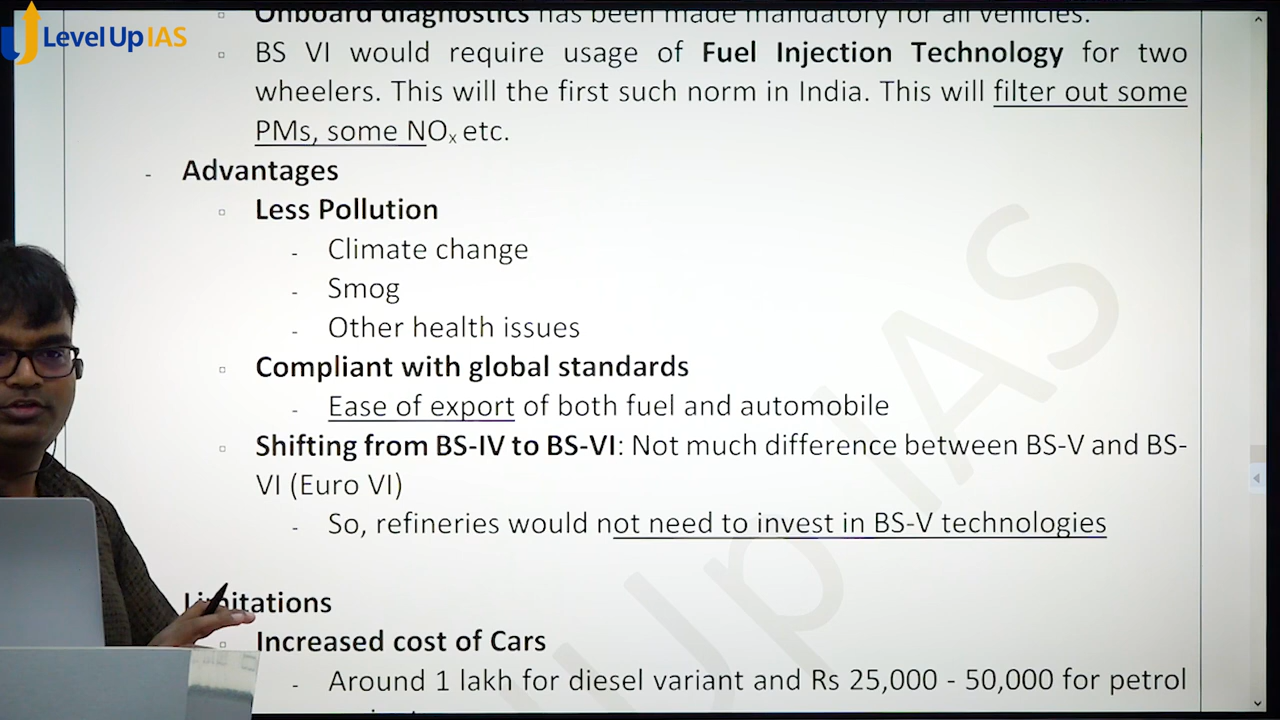 Onboard diagnostics has been made mandatory for all vehicles.
LevelUp IAS
BS VI would require usage of Fuel Injection Technology for two
wheelers. This will the first such norm in India. This will filter out some
PMs, some NOx etc.
- Advantages
Less Pollution
- Climate change
- Smog
- Other health issues
Compliant with global standards
- Ease of export of both fuel and automobile
Shifting from BS-IV to BS-VI: Not much difference between BS-V and BS-
VI (Euro VI)
- So, refineries would not need to invest in BS-V technologies
Limitations
Increased cost of Cars
- Around 1 lakh for diesel variant and Rs 25,000 - 50,000 for petrol
Up IAS